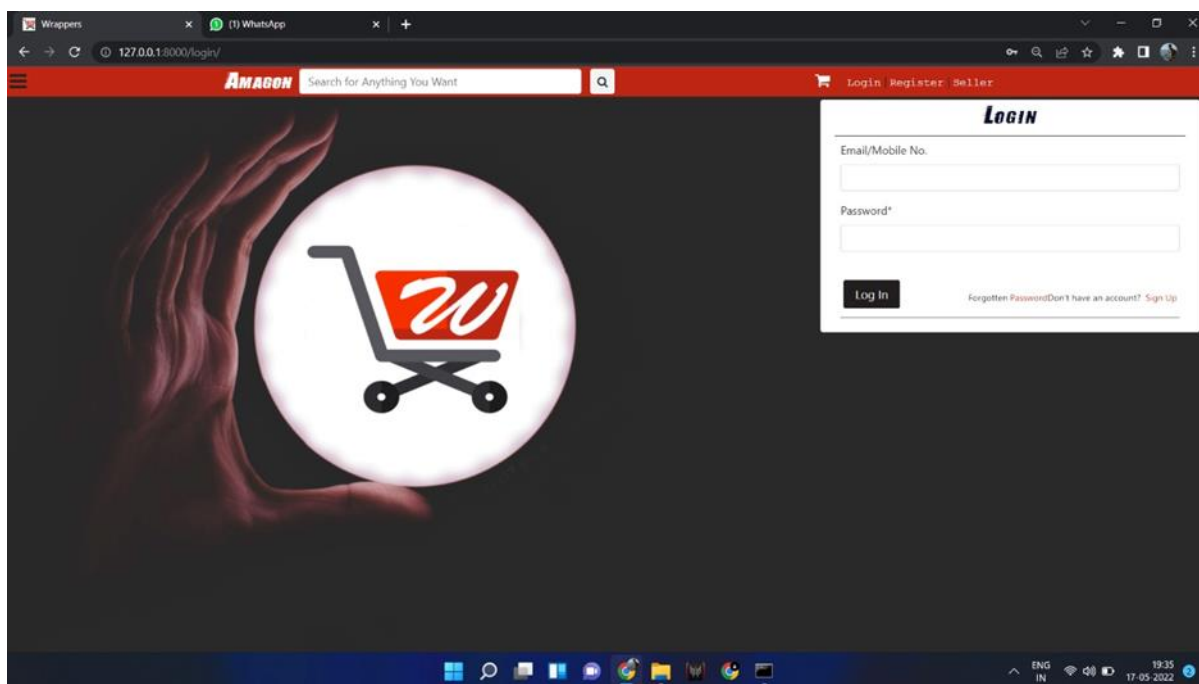 Wrappers
(1) WhatsApp
127.0.0.1:8000/login/
AMAGON Search for Anything You Want Login Register Seller
LOGIN
Email/Mobile No.
Password*
W
Log In Forgotten PasswordDon't have an account? Sign Up
ENG 19:35
IN 17-05-2022 2